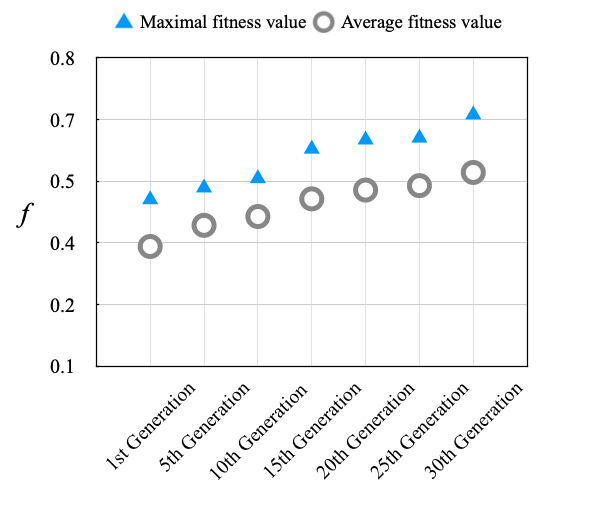 Maximal fitness value Average fitness value
0.8
0.7
0.5
f
0.4
0.2
0.1
1st Generation
5th Generation
10th Generation
15th Generation
20th Generation
25th Generation
30th Generation